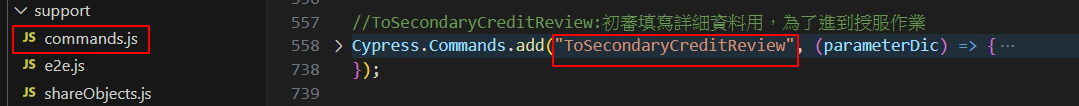 support
JS commands.js
JS e2e.js
JS shareObjects.js
557 //ToSecondaryCreditReview:初審填寫詳細資料用，為了進到授服作業
558 Cypress.Commands.add("ToSecondaryCreditReview", (parameterDic) => {…
738 });
739